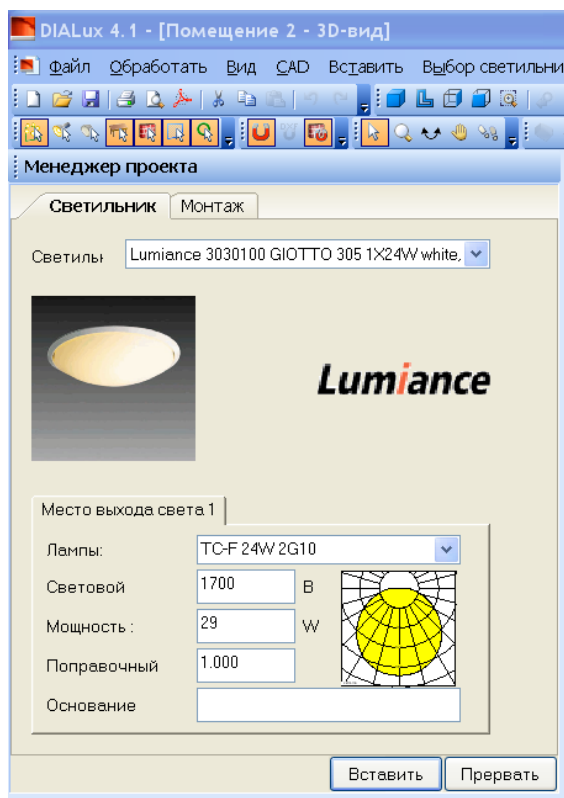 DIALux 4.1 - [Помещение 2 - 3D-вид]
Файл Обработать Вид CAD Вставить Выбор светильни
Менеджер проекта
Светильник Монтаж
Светильн Lumiance 3030100 GIOTTO 305 1X24W white,
Lumiance
Место выхода света 1
Лампы: TC-F 24W 2G10
Световой 1700 В
Мощность : 29 W
Поправочный 1.000
Основание
Вставить Прервать